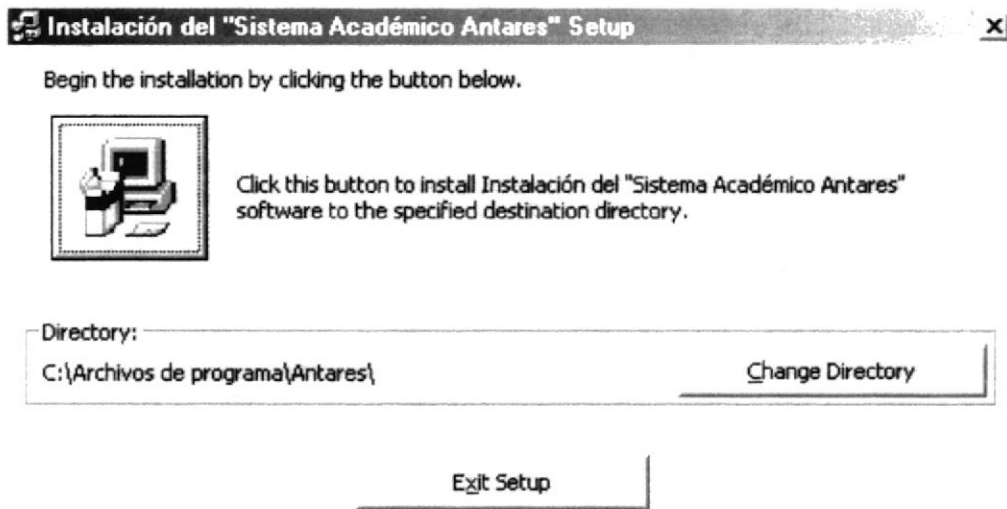 Instalación del "Sistema Académico Antares" Setup
Begin the installation by clicking the button below.
Click this button to install Instalación del "Sistema Académico Antares"
software to the specified destination directory.
Directory:
C:\Archivos de programa\Antares\
Change Directory
Exit Setup